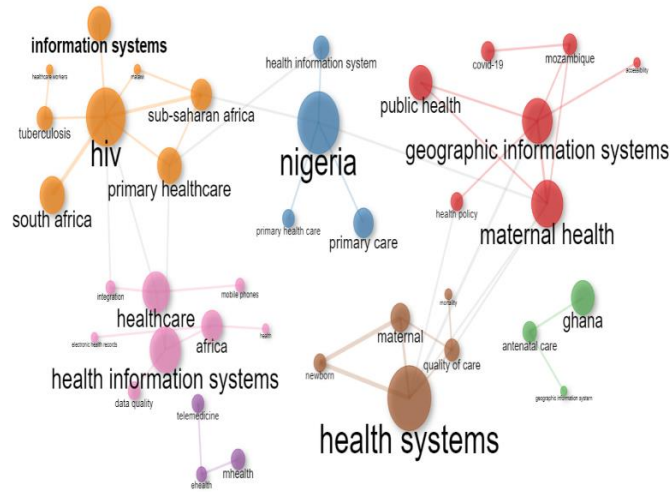 information systems
healthcare workers
malawi
tuberculosis
sub-saharan africa
hiv
primary healthcare
south africa
health information system
nigeria
primary health care
primary care
covid-19
mozambique
accessibility
public health
geographic information systems
health policy
maternal health
integration
mobile phones
healthcare
electronic health records
africa
health
health information systems
data quality
telemedicine
ehealth
mhealth
mortality
maternal
newborn
quality of care
health systems
ghana
antenatal care
geographic information system